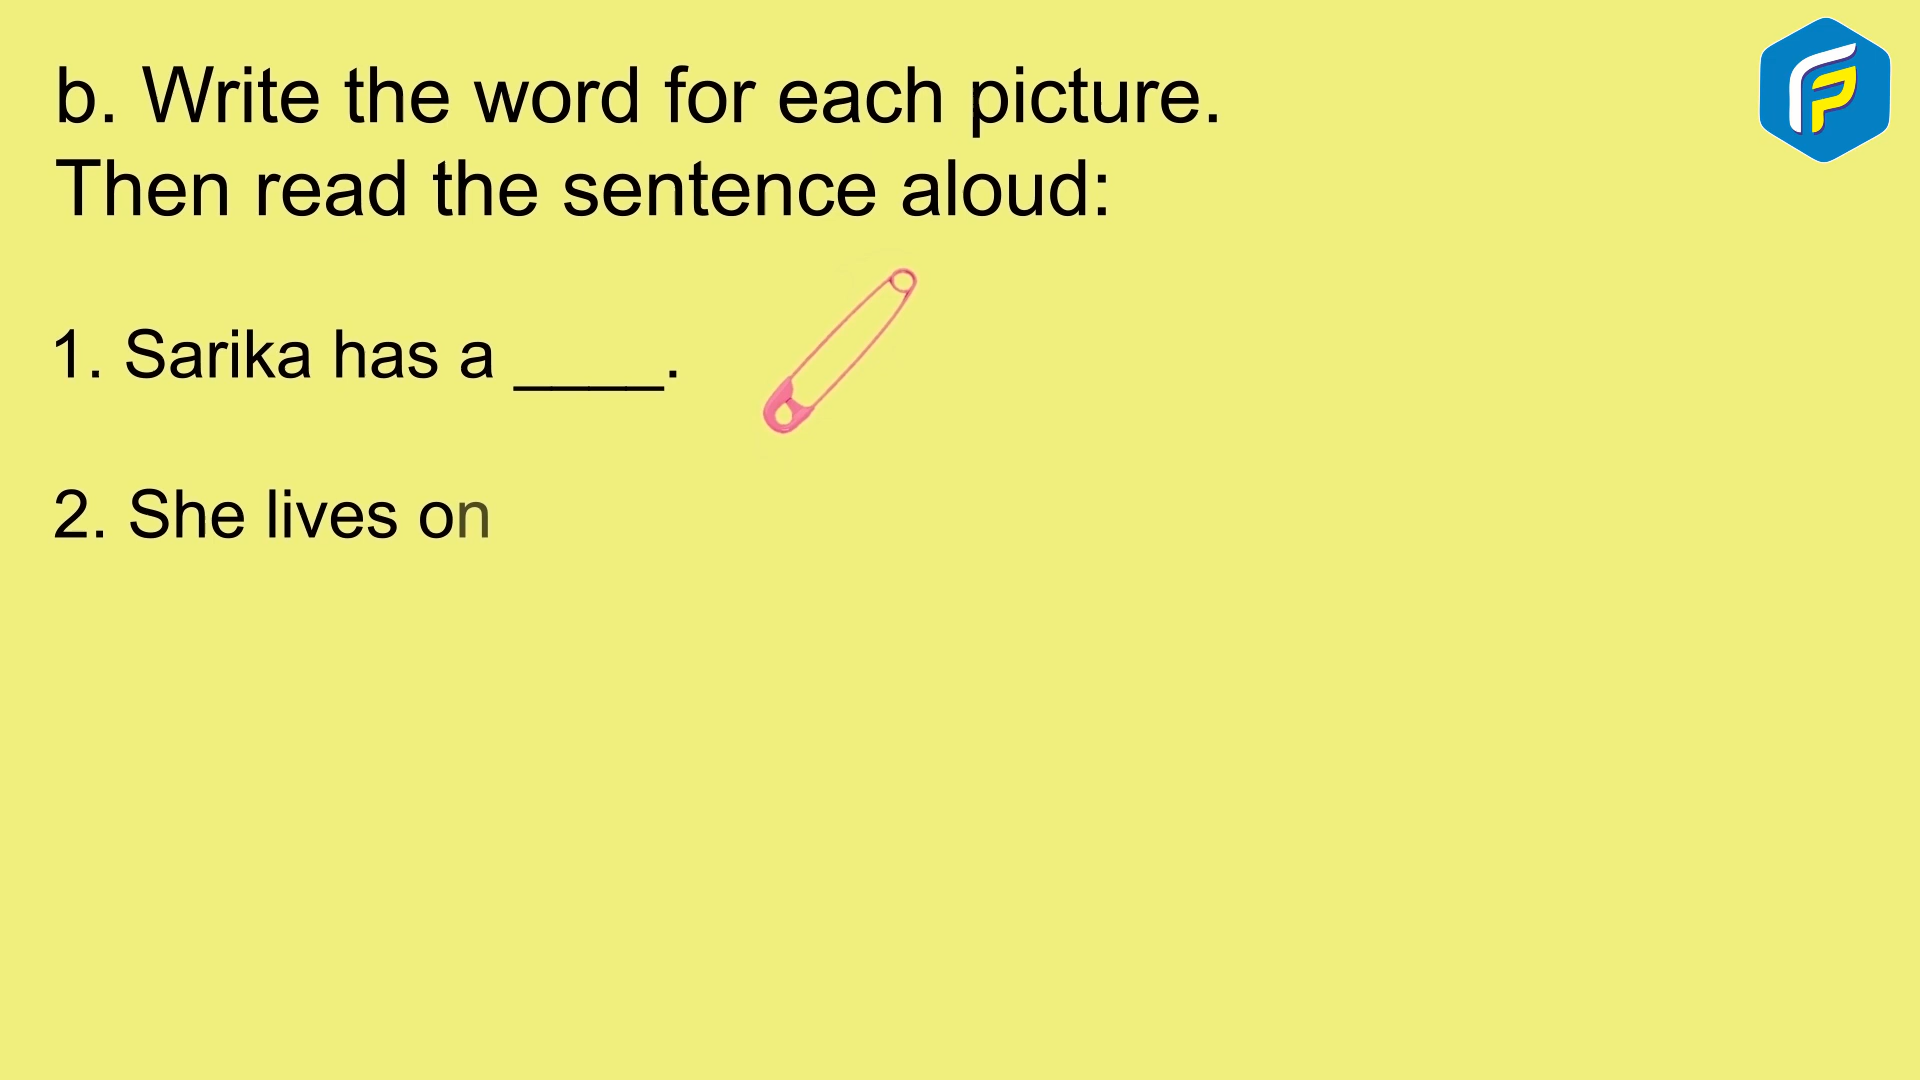 b. Write the word for each picture.
Then read the sentence aloud:
1. Sarika has a ____.
2. She lives on